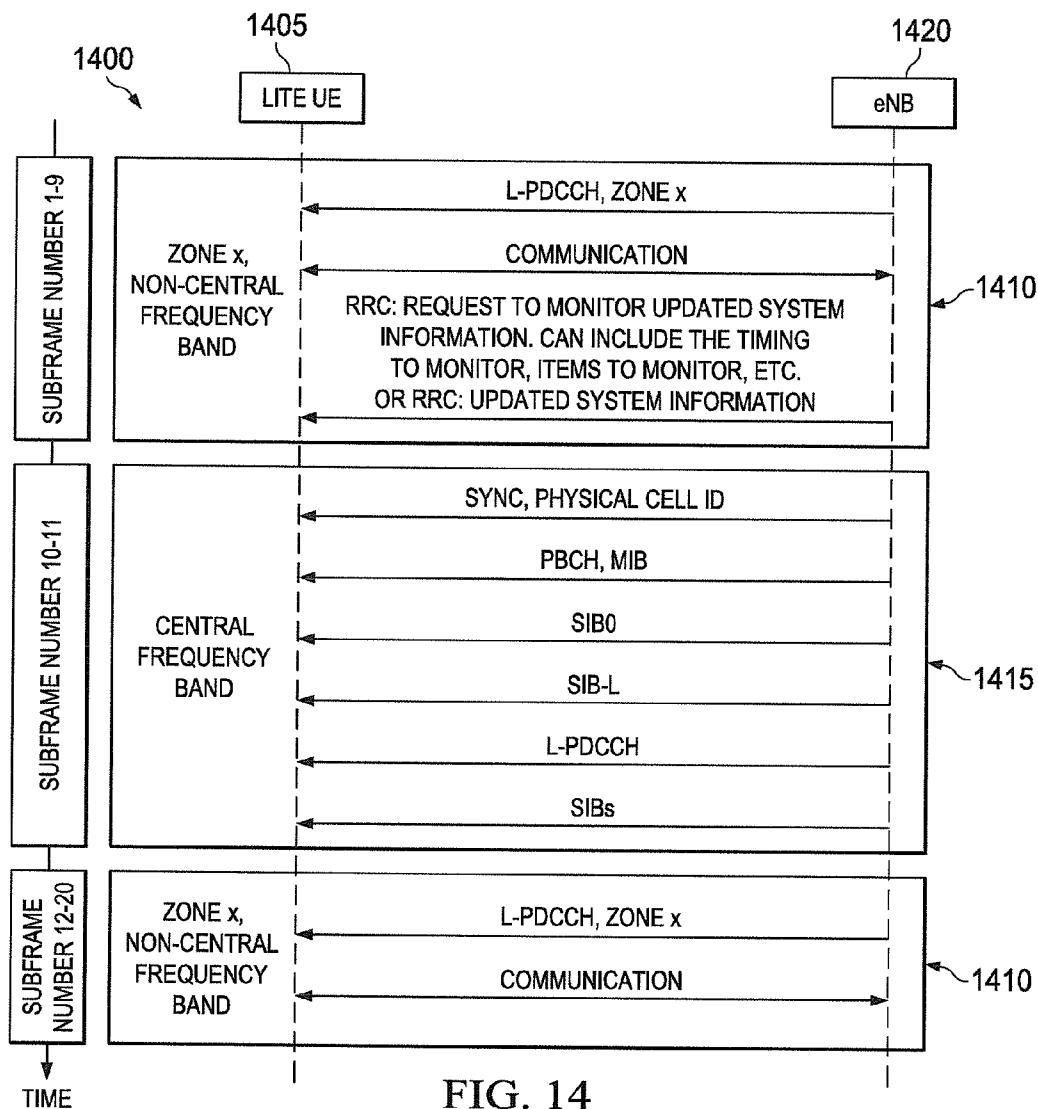 1405
1420
1400
LITE UE
eNB
SUBFRAME NUMBER 1-9
ZONE x,
NON-CENTRAL
FREQUENCY
BAND
L-PDCCH, ZONE x
COMMUNICATION
RRC: REQUEST TO MONITOR UPDATED SYSTEM
INFORMATION. CAN INCLUDE THE TIMING
TO MONITOR, ITEMS TO MONITOR, ETC.
OR RRC: UPDATED SYSTEM INFORMATION
1410
SUBFRAME NUMBER 10-11
CENTRAL
FREQUENCY
BAND
SYNC, PHYSICAL CELL ID
PBCH, MIB
SIB0
SIB-L
L-PDCCH
SIBs
1415
SUBFRAME
NUMBER 12-20
ZONE x,
NON-CENTRAL
FREQUENCY
BAND
L-PDCCH, ZONE x
COMMUNICATION
1410
TIME
FIG. 14